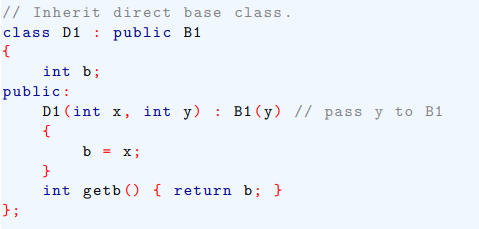 // Inherit direct base class.
class D1 : public B1
{
    int b;
public:
    D1(int x, int y) : B1(y) // pass y to B1
    {
        b = x;
    }
    int getb() { return b; }
};